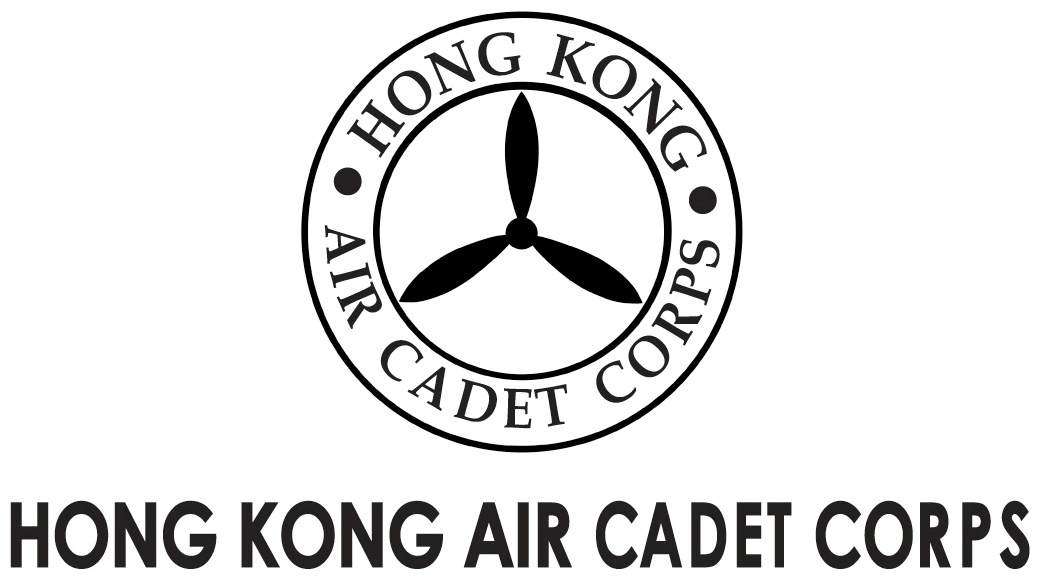 HONG KONG
AIR CADET CORPS
HONG KONG AIR CADET CORPS